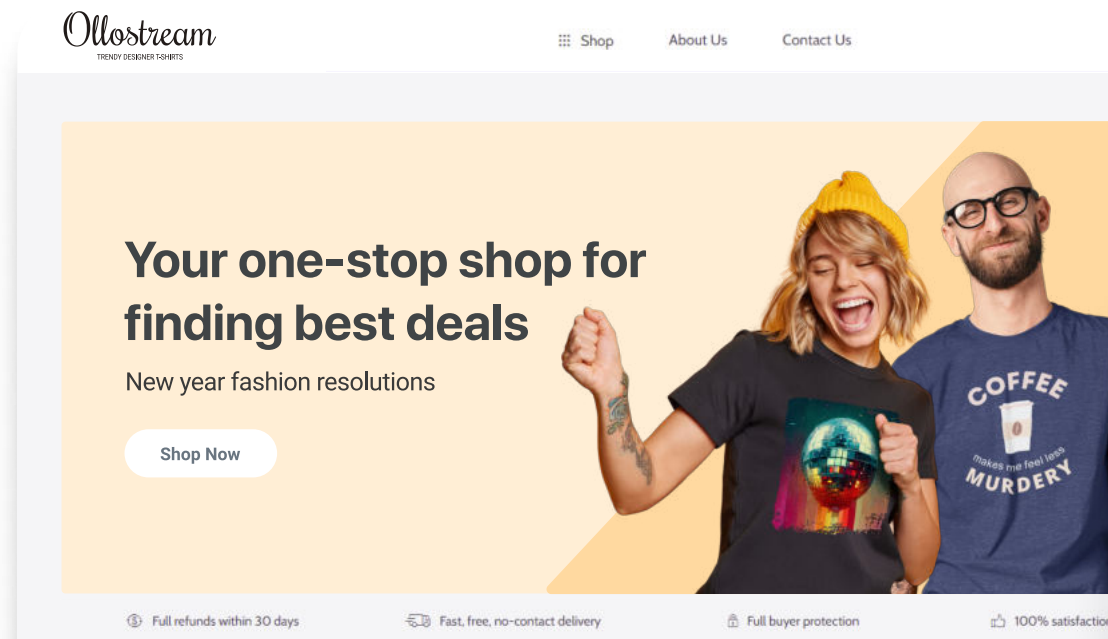 Ollostream
TRENDY DESIGNER T-SHIRTS
Shop
About Us
Contact Us
Your one-stop shop for
finding best deals
New year fashion resolutions
Shop Now
COFFEE
makes me feel less
MURDERY
Full refunds within 30 days
Fast, free, no-contact delivery
Full buyer protection
100% satisfaction